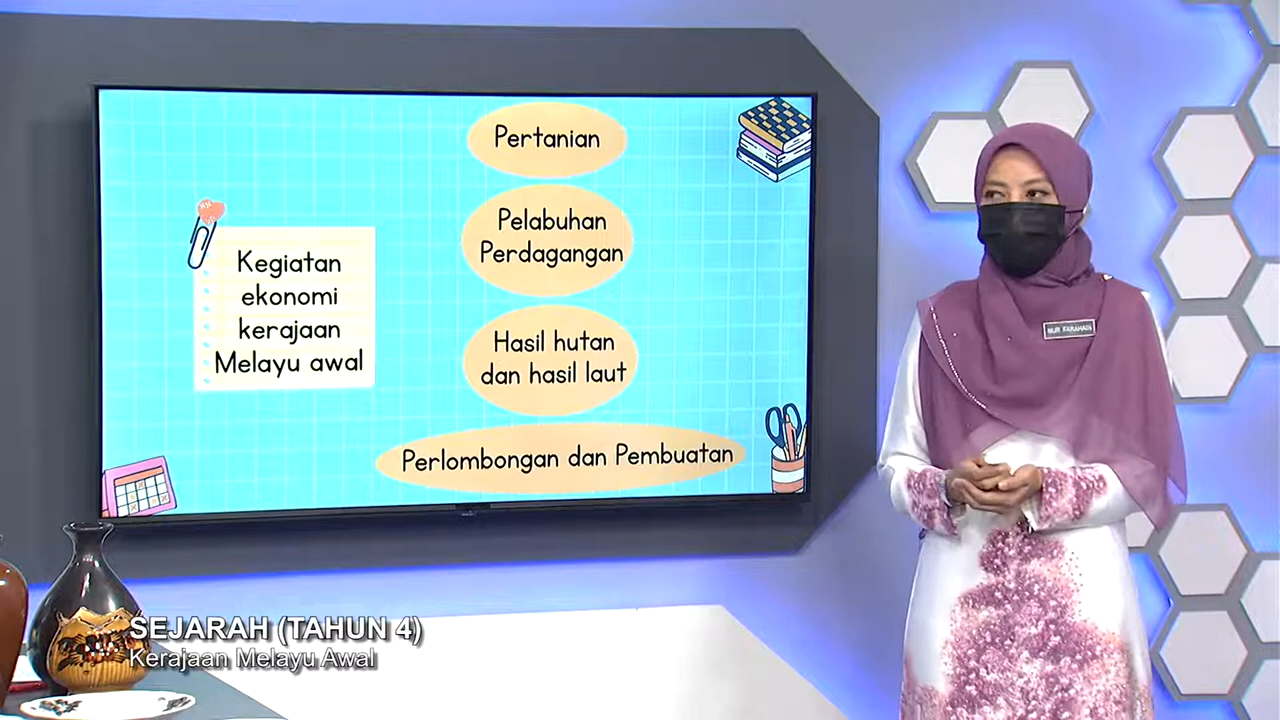 Pertanian
Pelabuhan
Perdagangan
Kegiatan
ekonomi
kerajaan
Melayu awal
Hasil hutan
dan hasil laut
Perlombongan dan Pembuatan
NUR FARAHAIN
SEJARAH (TAHUN 4)
Kerajaan Melayu Awal